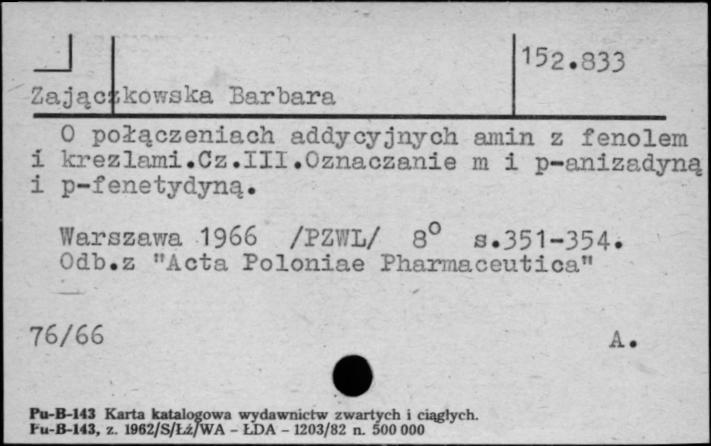 152.833
Zajączkowska Barbara
O połączeniach addycyjnych amin z fenolem
i krezlami.Cz.III.Oznaczanie m i p-anizadyną
i p-fenetydyną.
Warszawa 1966 /PZWL/ 8° s.351-354.
Odb.z "Acta Poloniae Pharmaceutica"
76/66 A.
Pu-B-143 Karta katalogowa wydawnictw zwartych i ciągłych.
Pu-B-143, z. 1962/S/Łż/WA - ŁDA - 1203/82 n. 500 000